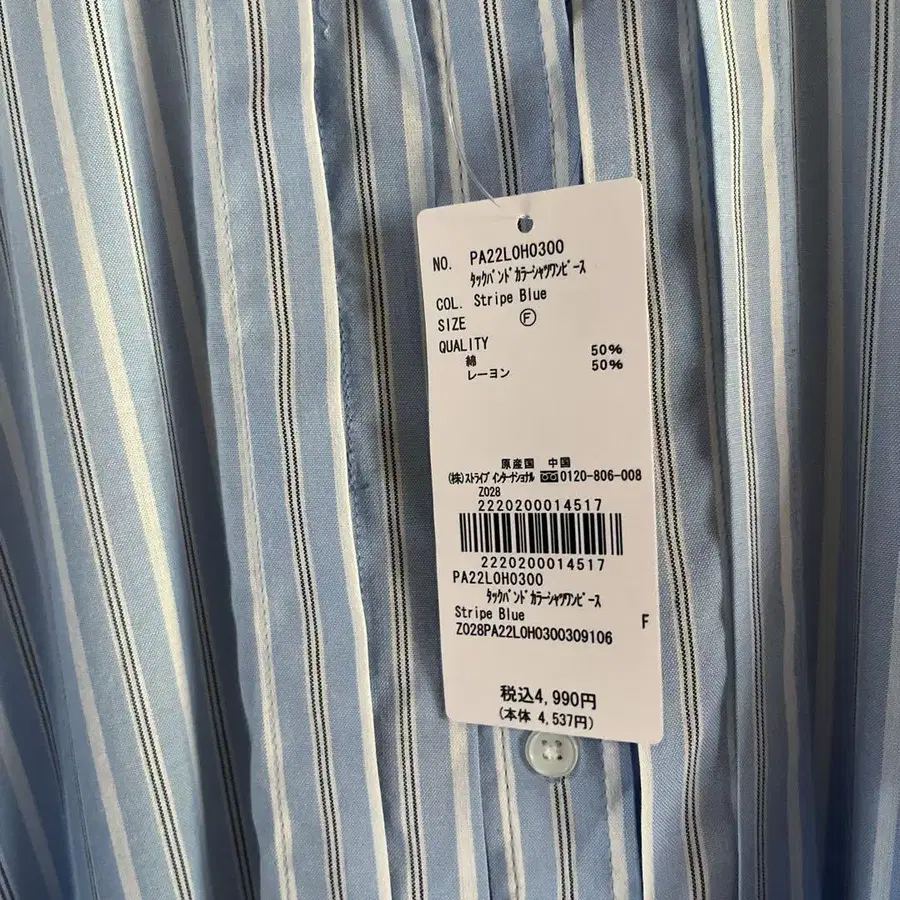 NO. PA22L0H0300
ﾀｯｸﾊﾞﾝﾄﾞｶﾗｰｼｬﾂﾜﾝﾋﾟｰｽ
COL. Stripe Blue
SIZE Ⓕ
QUALITY
綿 50%
レーヨン 50%
原産国 中国
(株)ｽﾄﾗｲﾌﾟ ｲﾝﾀｰﾅｼｮﾅﾙ 0120-806-008
Z028
2220200014517
2220200014517
PA22L0H0300
ﾀｯｸﾊﾞﾝﾄﾞｶﾗｰｼｬﾂﾜﾝﾋﾟｰｽ
Stripe Blue F
Z028PA22L0H0300309106
税込4,990円
(本体 4,537円)